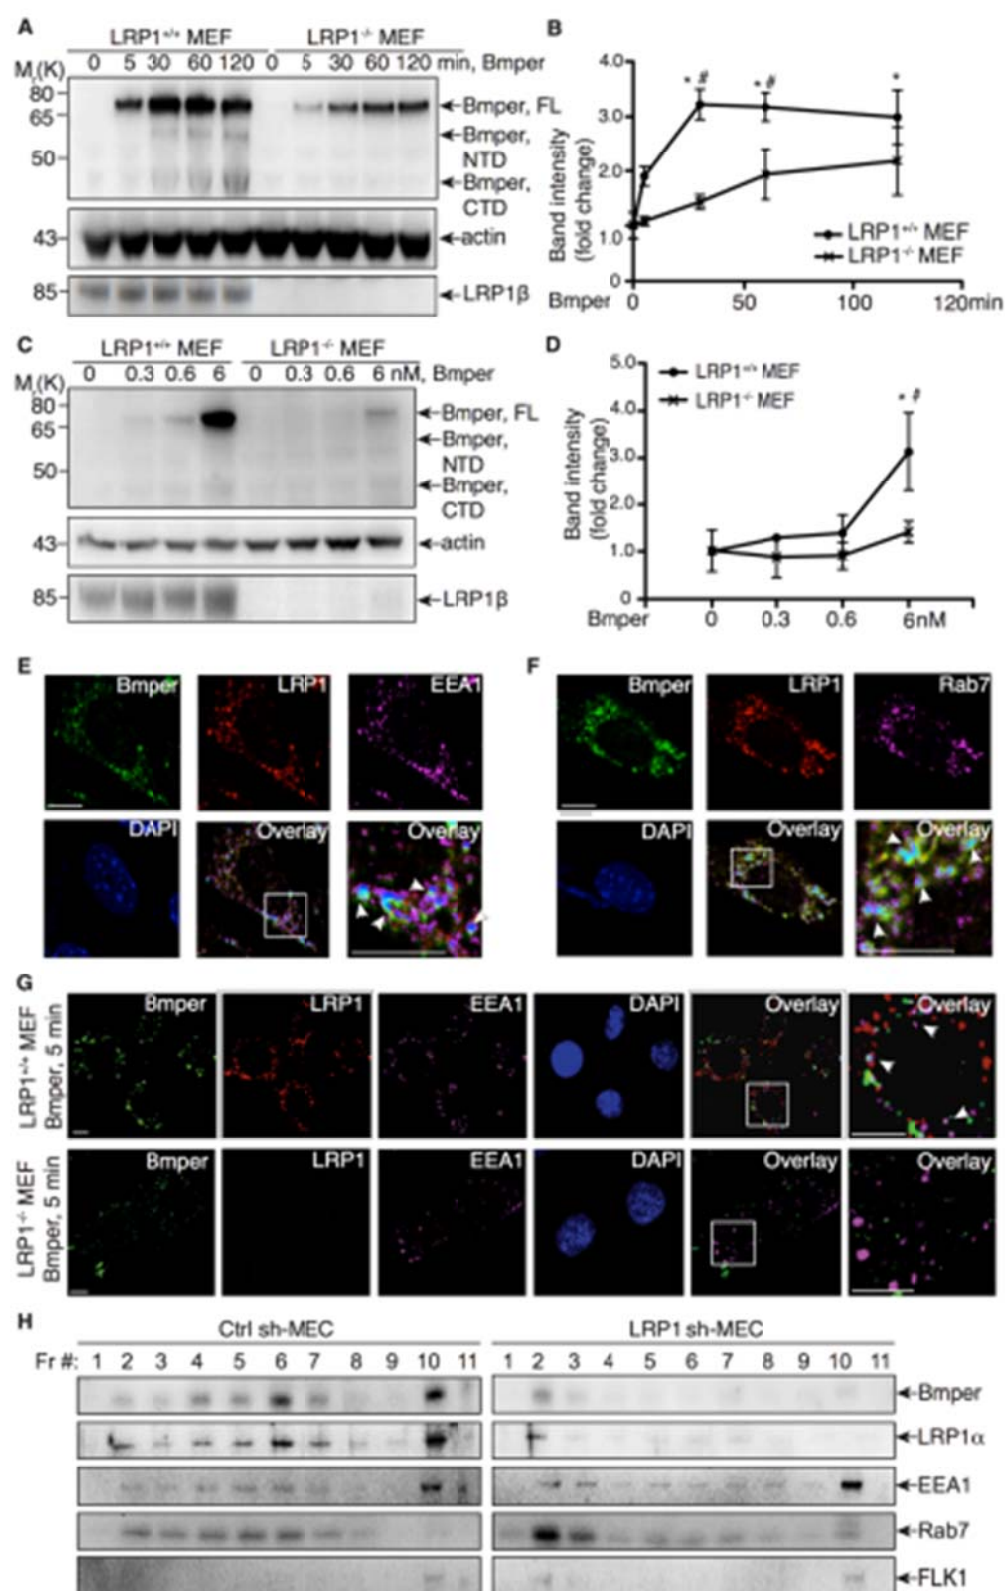 A
LRP1+/+ MEF LRP1-/- MEF
0 5 30 60 120 0 5 30 60 120 min, Bmper
Mr(K)
80
65
50
Bmper, FL
Bmper,
NTD
Bmper,
CTD
43 actin
85 LRP1β
B
4.0
3.0
2.0
1.0
0
Band intensity
(fold change)
* # * # *
LRP1+/+ MEF
LRP1-/- MEF
Bmper 0 50 100 120min
C
LRP1+/+ MEF LRP1-/- MEF
0 0.3 0.6 6 0 0.3 0.6 6 nM, Bmper
Mr(K)
80
65
50
Bmper, FL
Bmper,
NTD
Bmper,
CTD
43 actin
85 LRP1β
D
5.0
4.0
3.0
2.0
1.0
0
Band intensity
(fold change)
LRP1+/+ MEF
LRP1-/- MEF
* #
Bmper 0 0.3 0.6 6nM
E
Bmper LRP1 EEA1
DAPI Overlay Overlay
F
Bmper LRP1 Rab7
DAPI Overlay Overlay
G
LRP1+/+ MEF
Bmper, 5 min
Bmper LRP1 EEA1 DAPI Overlay Overlay
LRP1-/- MEF
Bmper, 5 min
Bmper LRP1 EEA1 DAPI Overlay Overlay
H
Ctrl sh-MEC LRP1 sh-MEC
Fr #: 1 2 3 4 5 6 7 8 9 10 11 1 2 3 4 5 6 7 8 9 10 11
Bmper
LRP1α
EEA1
Rab7
FLK1